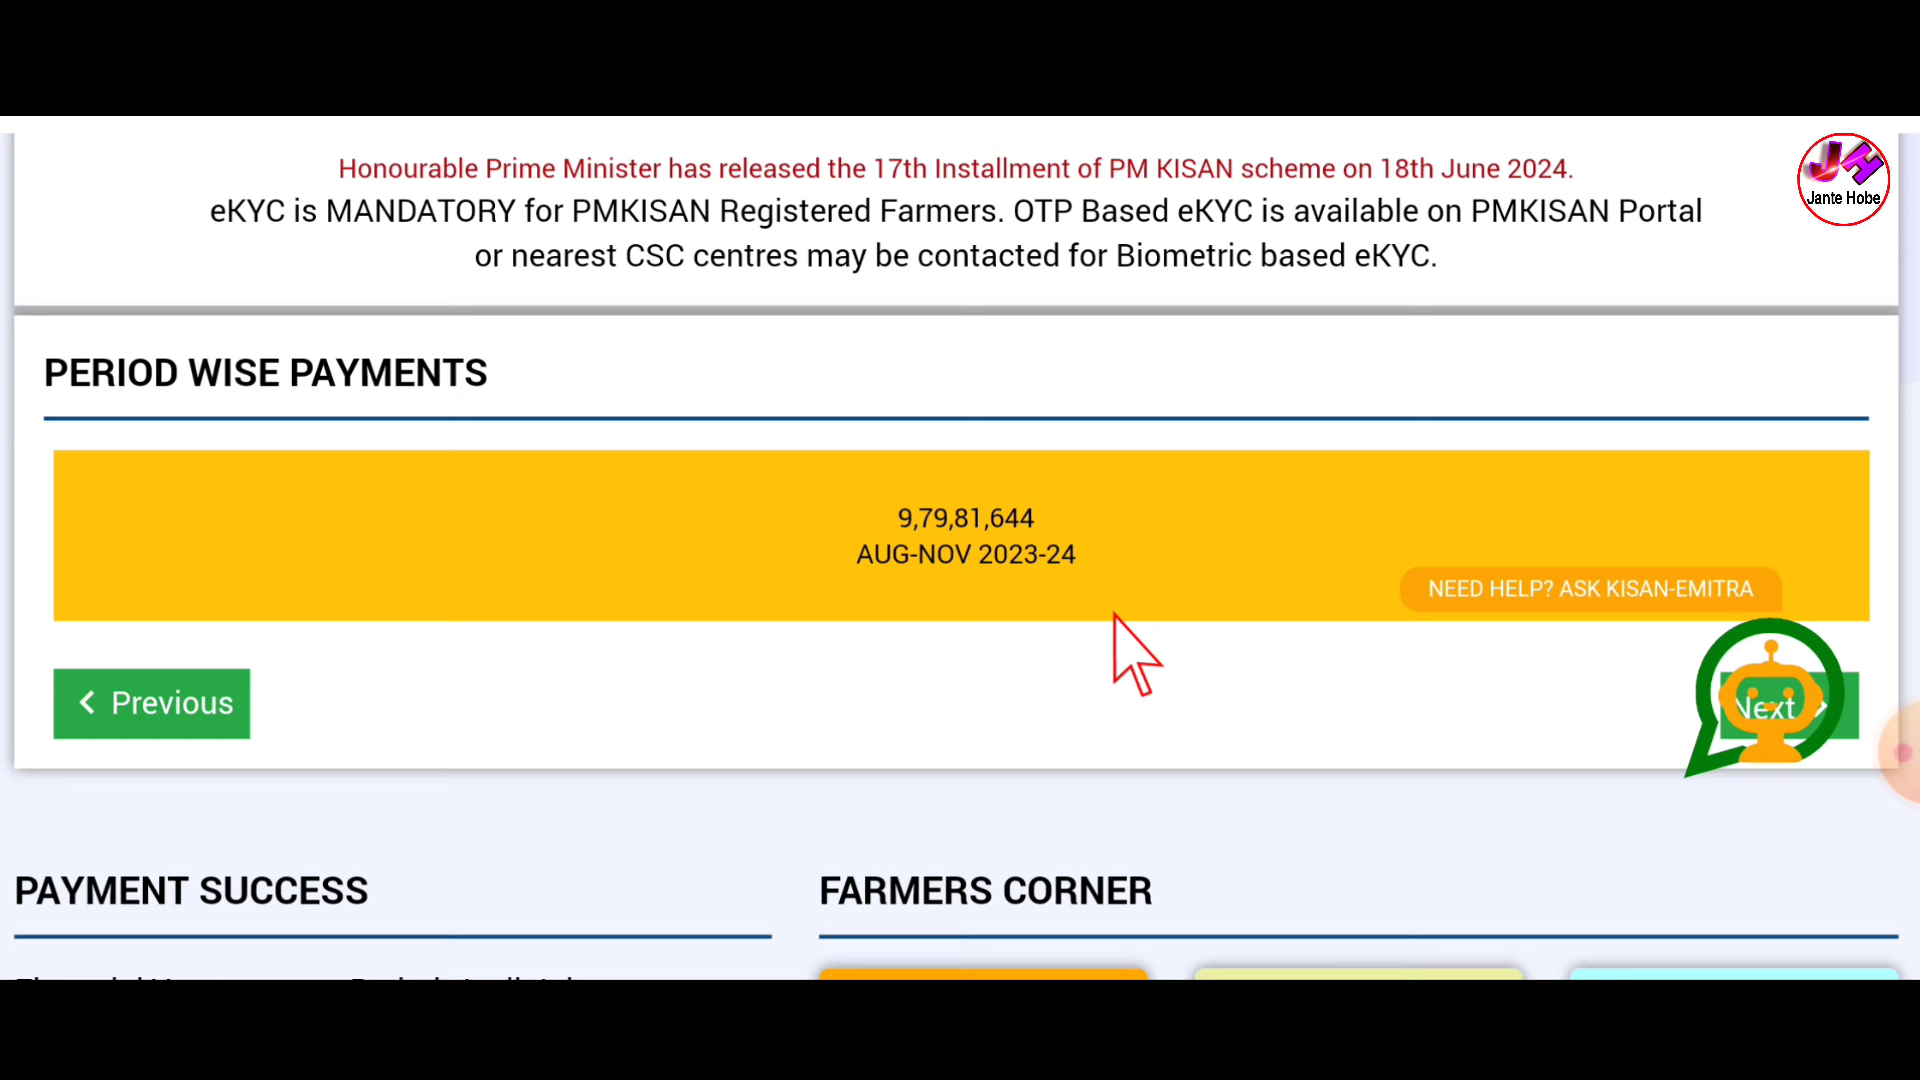 Honourable Prime Minister has released the 17th Installment of PM KISAN scheme on 18th June 2024.
eKYC is MANDATORY for PMKISAN Registered Farmers. OTP Based eKYC is available on PMKISAN Portal
or nearest CSC centres may be contacted for Biometric based eKYC.
JH
Jante Hobe
PERIOD WISE PAYMENTS
9,79,81,644
AUG-NOV 2023-24
NEED HELP? ASK KISAN-EMITRA
Previous
Next
PAYMENT SUCCESS
FARMERS CORNER